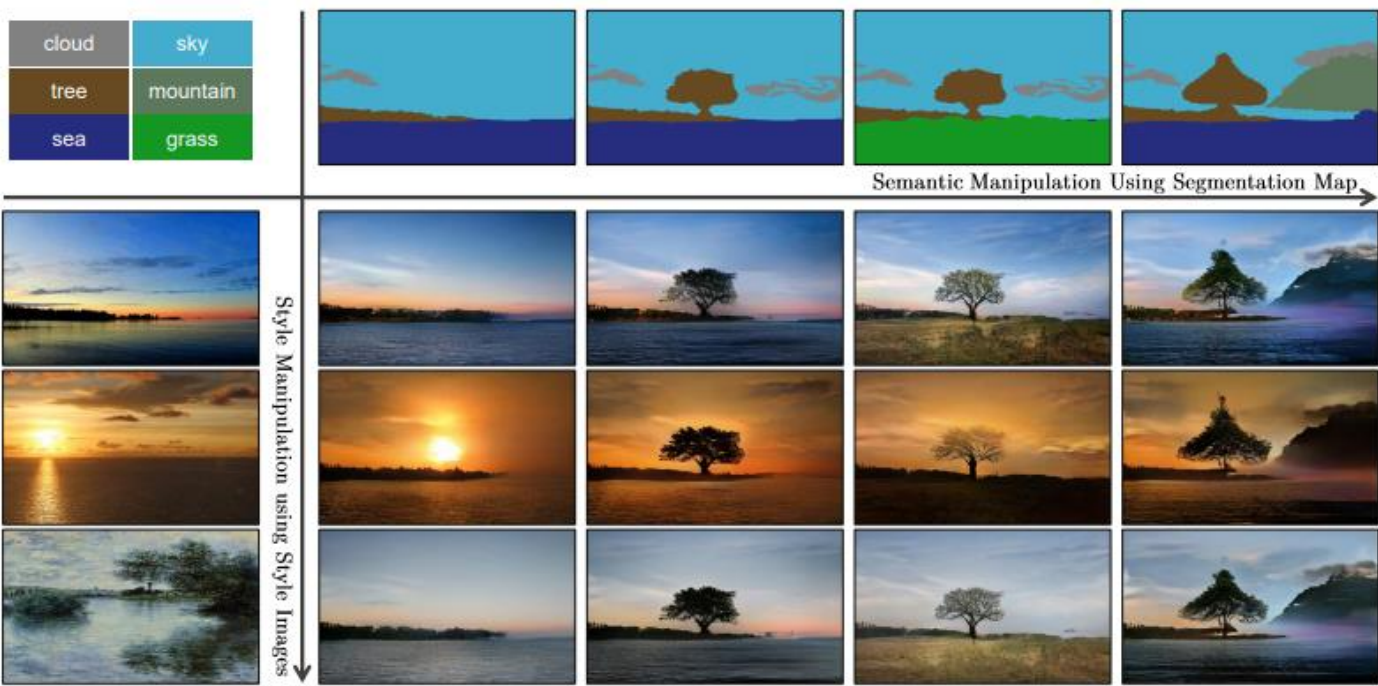 cloud
sky
tree
mountain
sea
grass
Semantic Manipulation Using Segmentation Map
Style Manipulation using Style Images